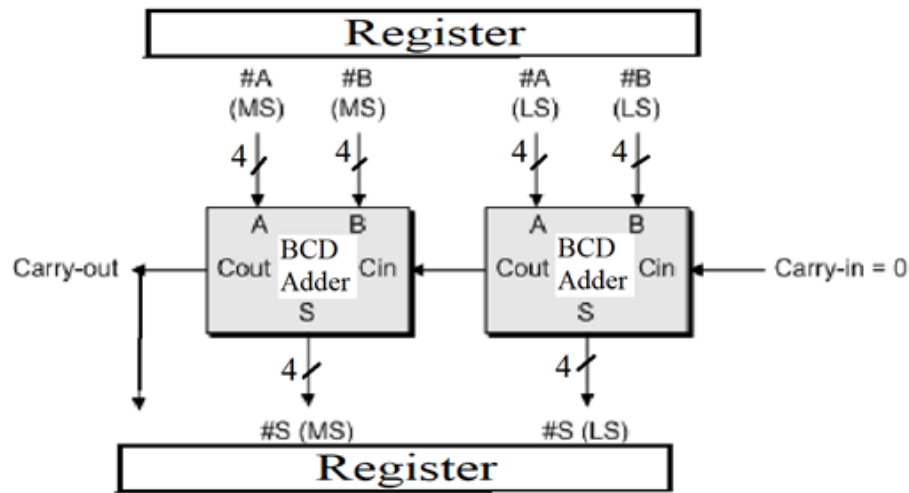 Register
#A #B #A #B
(MS) (MS) (LS) (LS)
4 4 4 4
A B A B
BCD BCD
Carry-out Cout Adder Cin Cout Adder Cin Carry-in = 0
S S
4 4
#S (MS) #S (LS)
Register